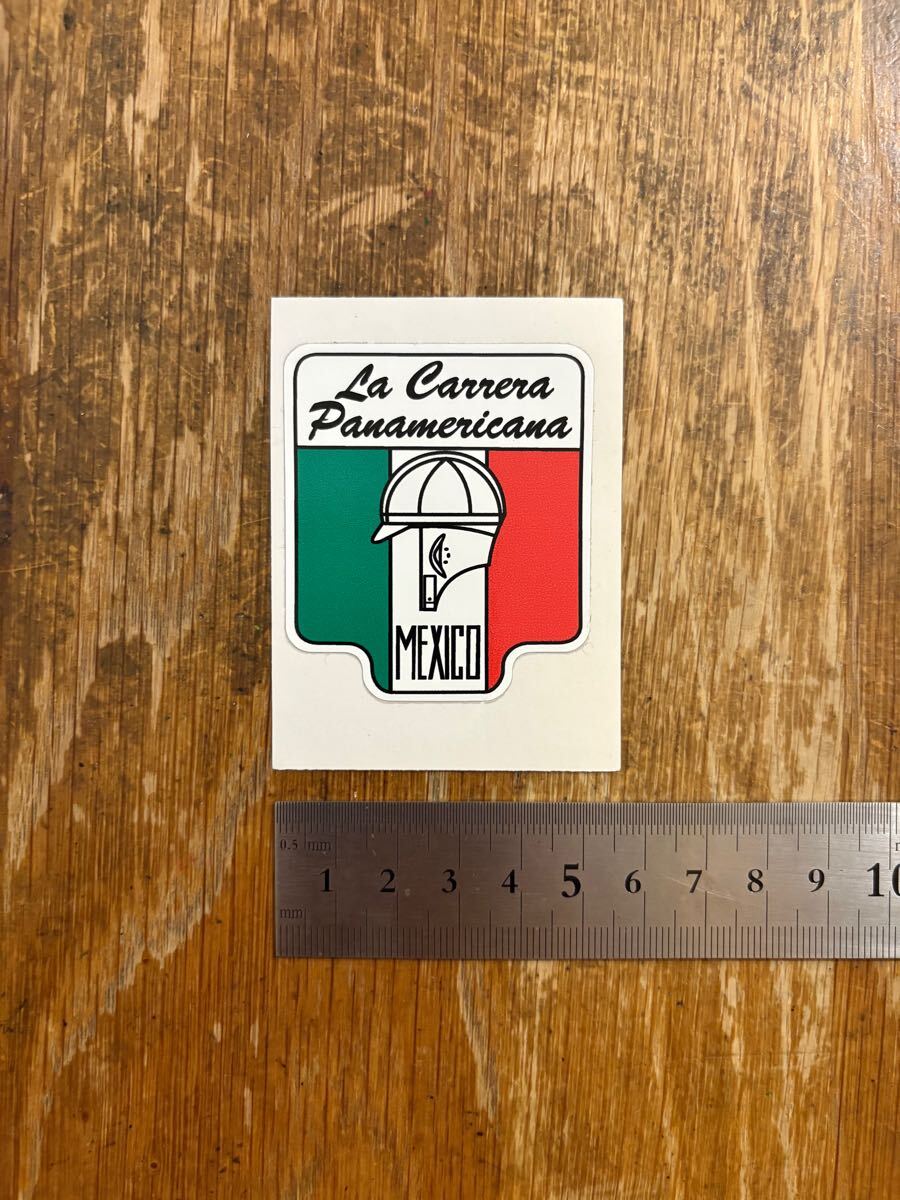 La Carrera
Panamericana
MEXICO
0.5 mm
1 2 3 4 5 6 7 8 9 10
mm